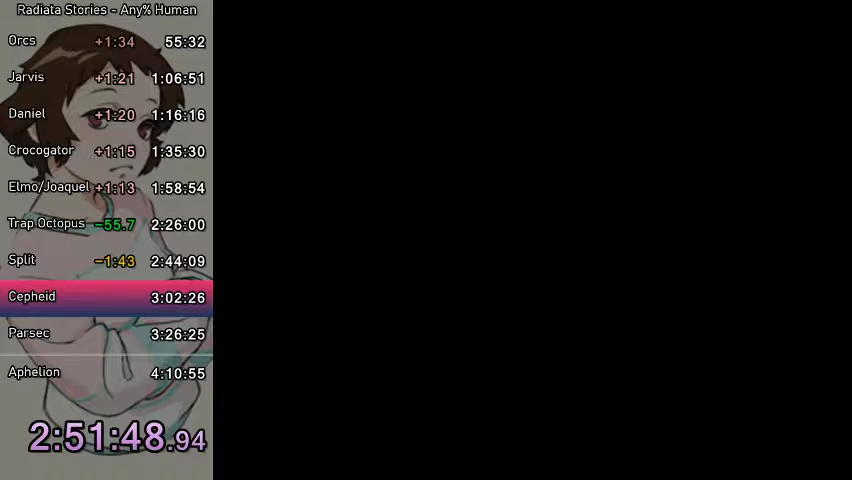 Radiata Stories - Any% Human
Orcs +1:34 55:32
Jarvis +1:21 1:06:51
Daniel +1:20 1:16:16
Crocogator +1:15 1:35:30
Elmo/Joaquel +1:13 1:58:54
Trap Octopus -55.7 2:26:00
Split -1:43 2:44:09
Cepheid 3:02:26
Parsec 3:26:25
Aphelion 4:10:55
2:51:48.94